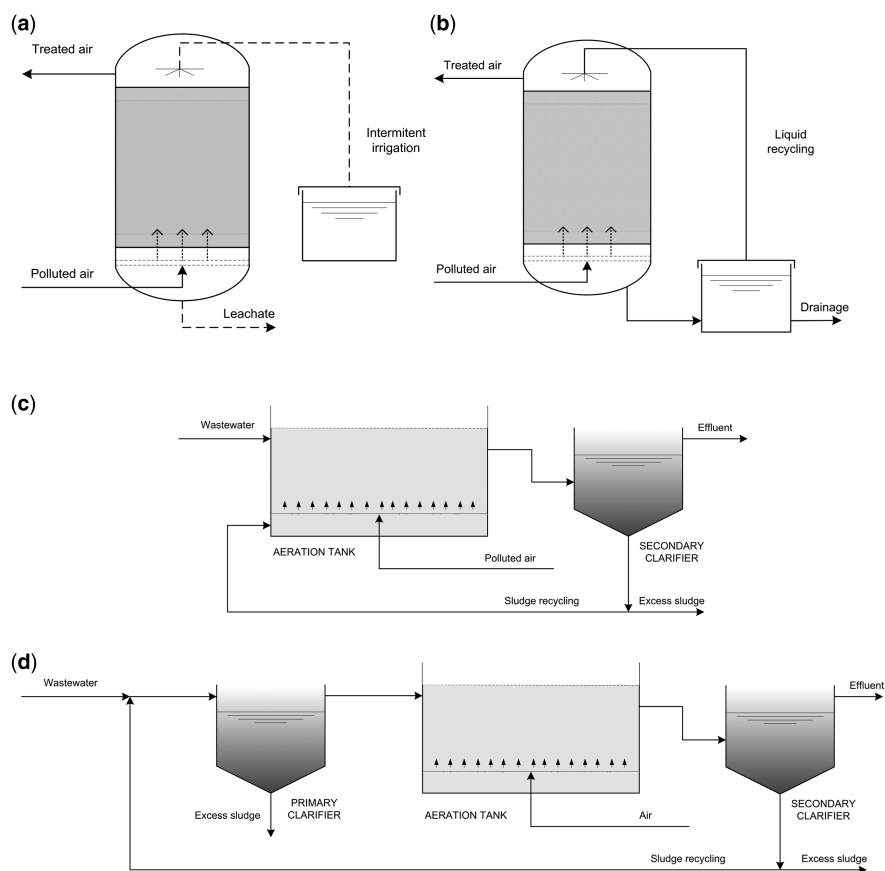 (a)
Treated air
Intermitent
irrigation
Polluted air
Leachate
(b)
Treated air
Liquid
recycling
Polluted air
Drainage
(c)
Wastewater
Effluent
AERATION TANK
Polluted air
SECONDARY
CLARIFIER
Sludge recycling
Excess sludge
(d)
Wastewater
Effluent
Excess sludge
PRIMARY
CLARIFIER
AERATION TANK
Air
SECONDARY
CLARIFIER
Sludge recycling
Excess sludge